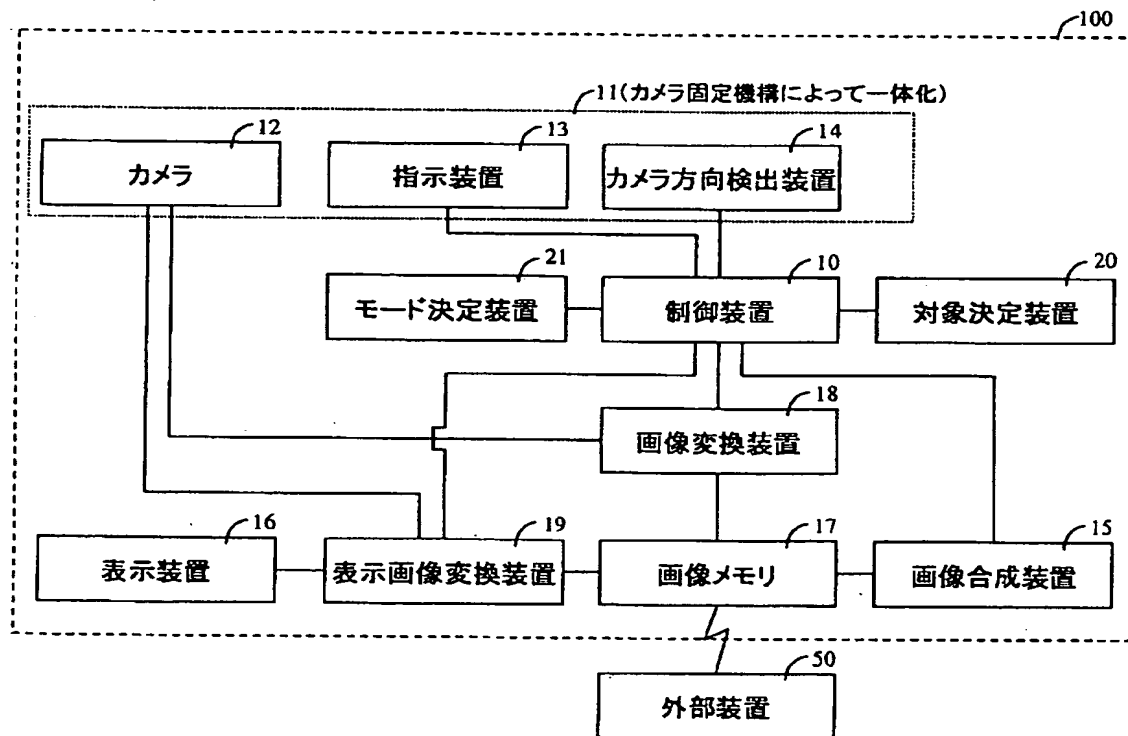 100
11(カメラ固定機構によって一体化)
12
カメラ
13
指示装置
14
カメラ方向検出装置
21
モード決定装置
10
制御装置
20
対象決定装置
18
画像変換装置
16
表示装置
19
表示画像変換装置
17
画像メモリ
15
画像合成装置
50
外部装置